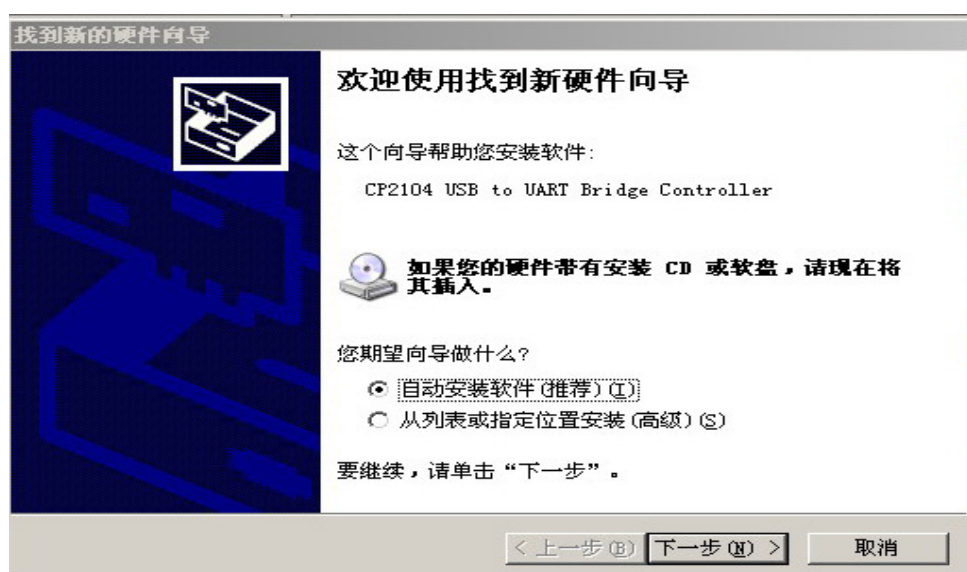 找到新的硬件向导
欢迎使用找到新硬件向导
这个向导帮助您安装软件:
CP2104 USB to UART Bridge Controller
如果您的硬件带有安装 CD 或软盘，请现在将
其插入。
您期望向导做什么?
自动安装软件(推荐)(I)
从列表或指定位置安装(高级)(S)
要继续，请单击“下一步”。
< 上一步(B) 下一步(N) > 取消